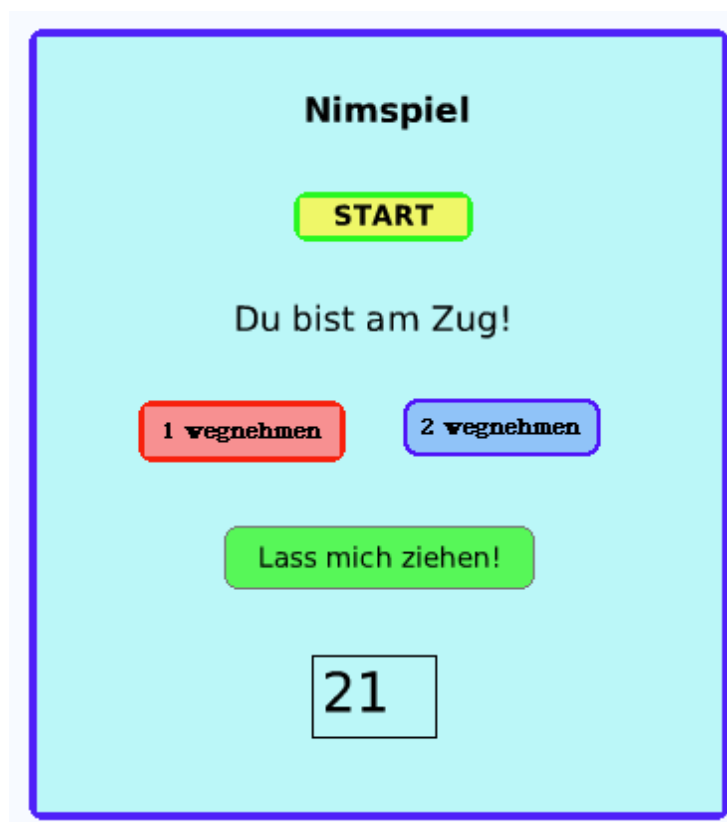 Nimspiel
START
Du bist am Zug!
1 wegnehmen 2 wegnehmen
Lass mich ziehen!
21